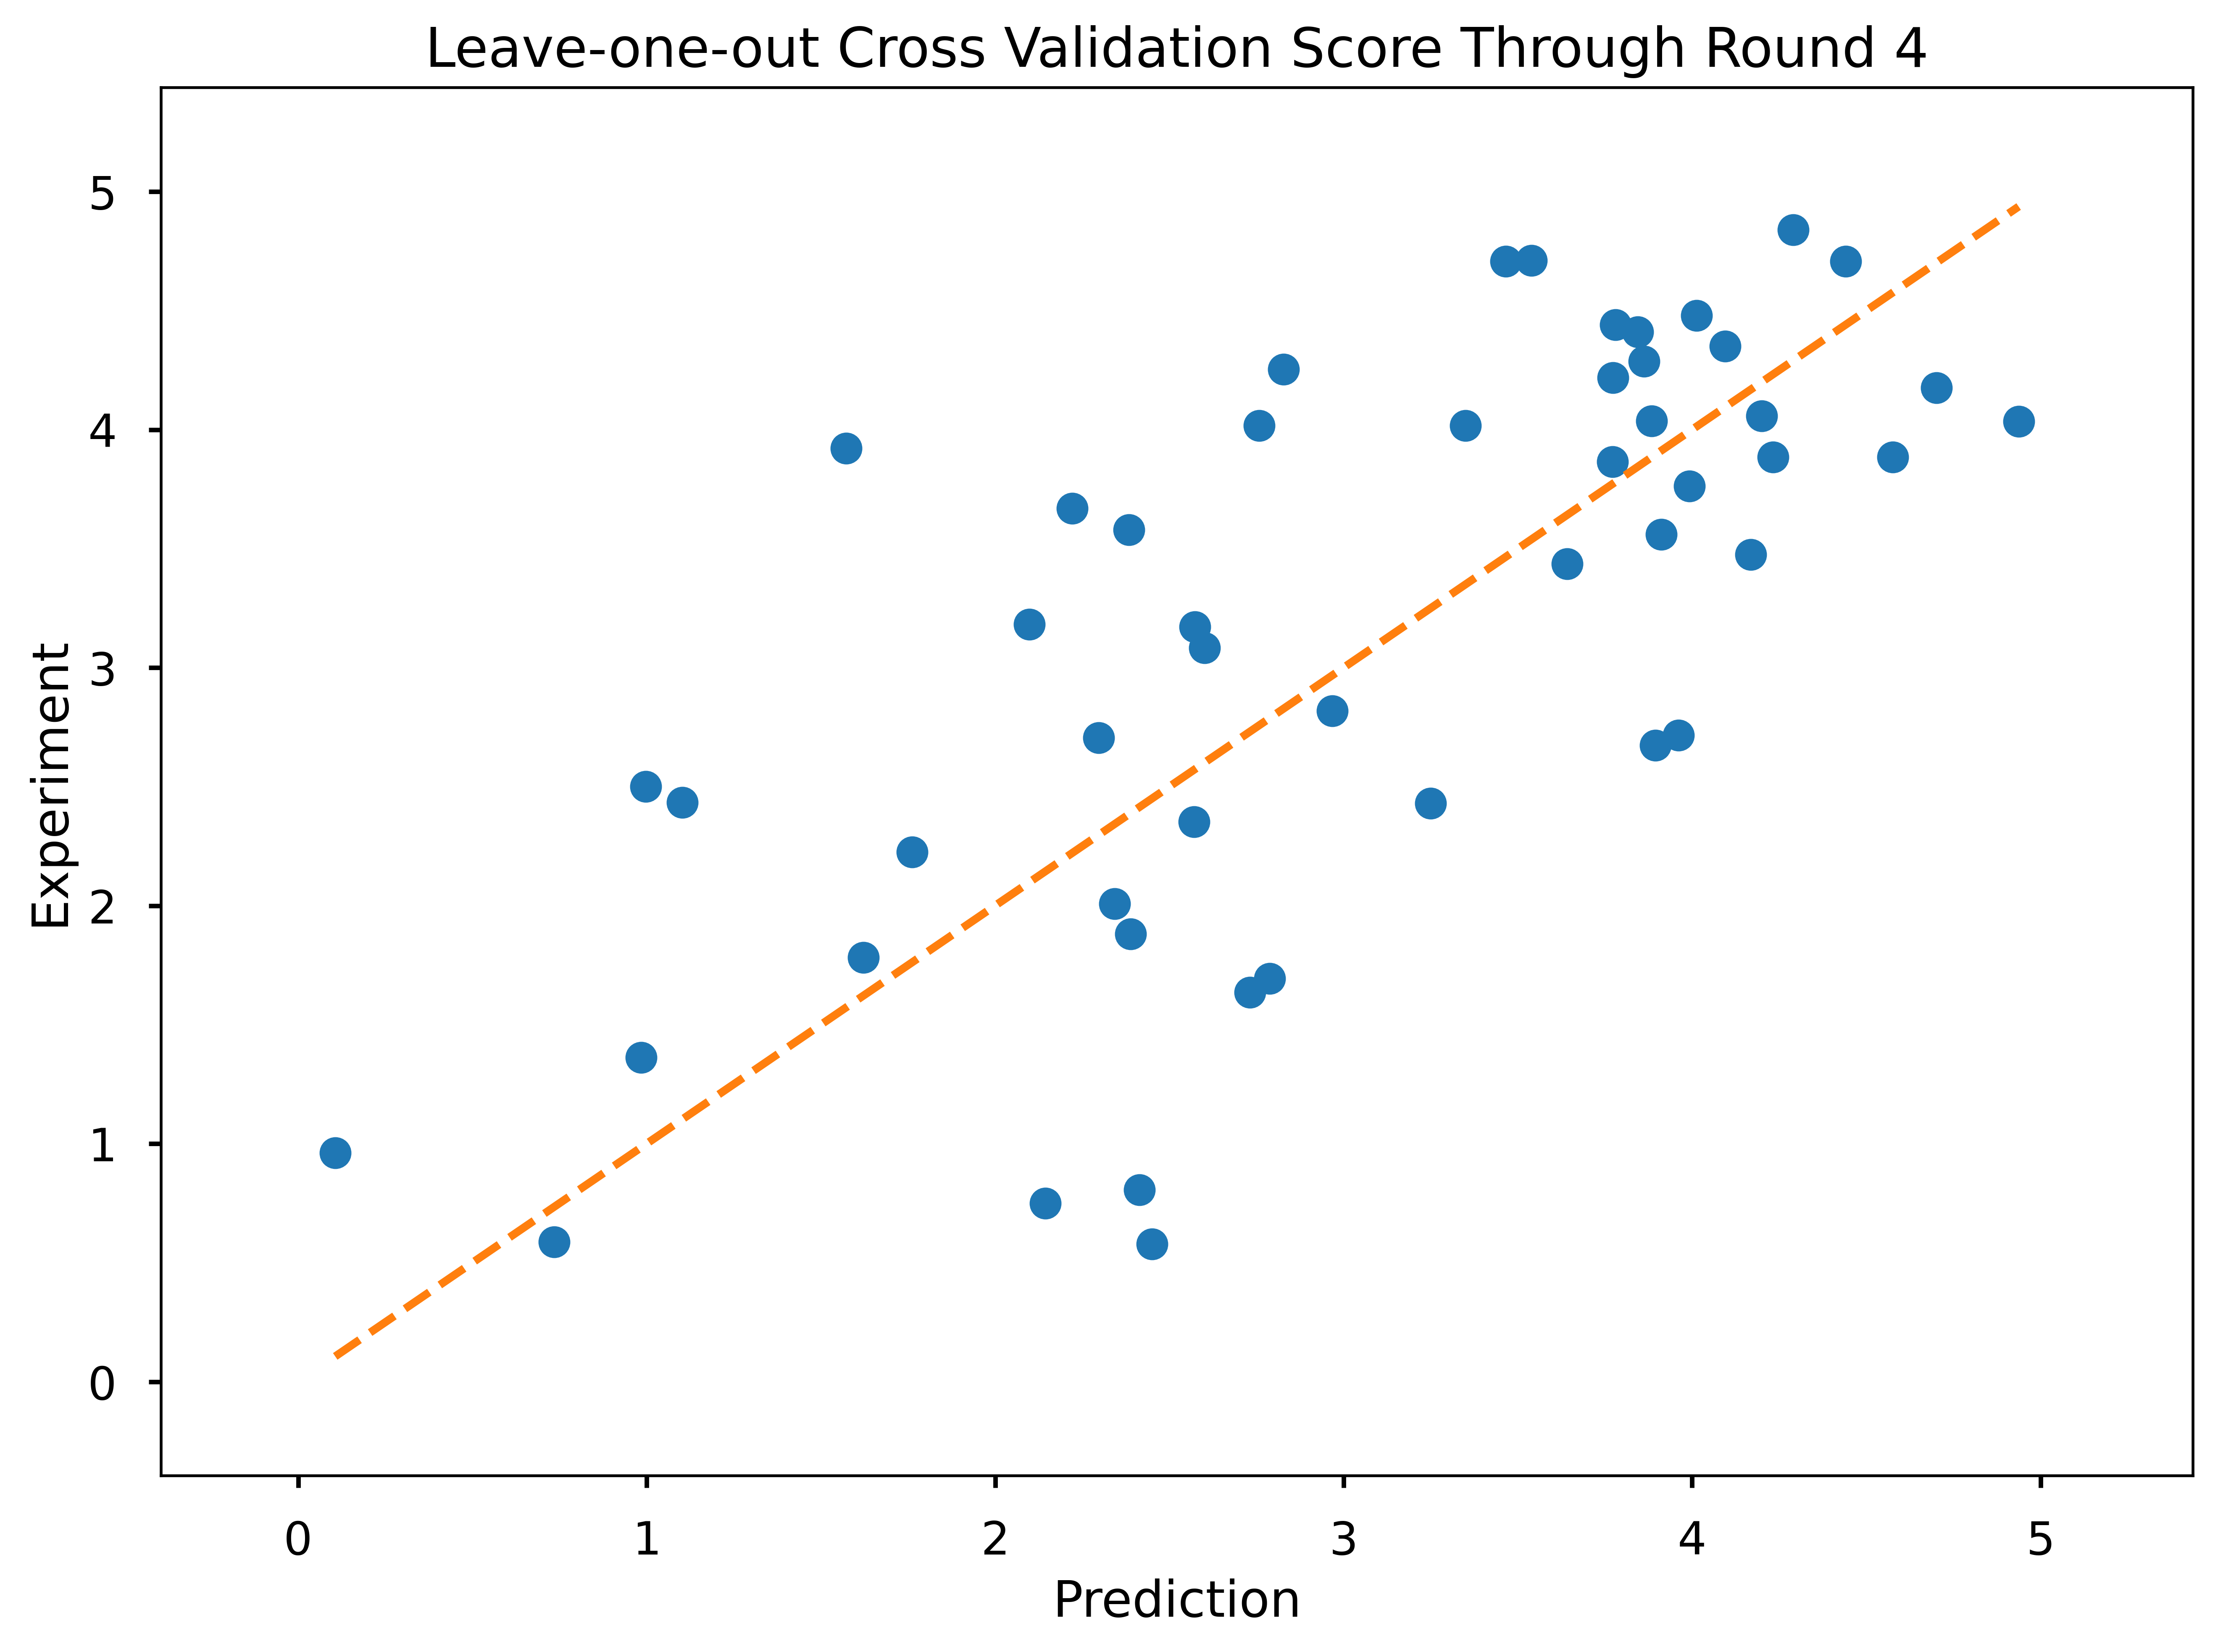 Leave-one-out Cross Validation Score Through Round 4
5
4
3
2
1
0
Experiment
0 1 2 3 4 5
Prediction